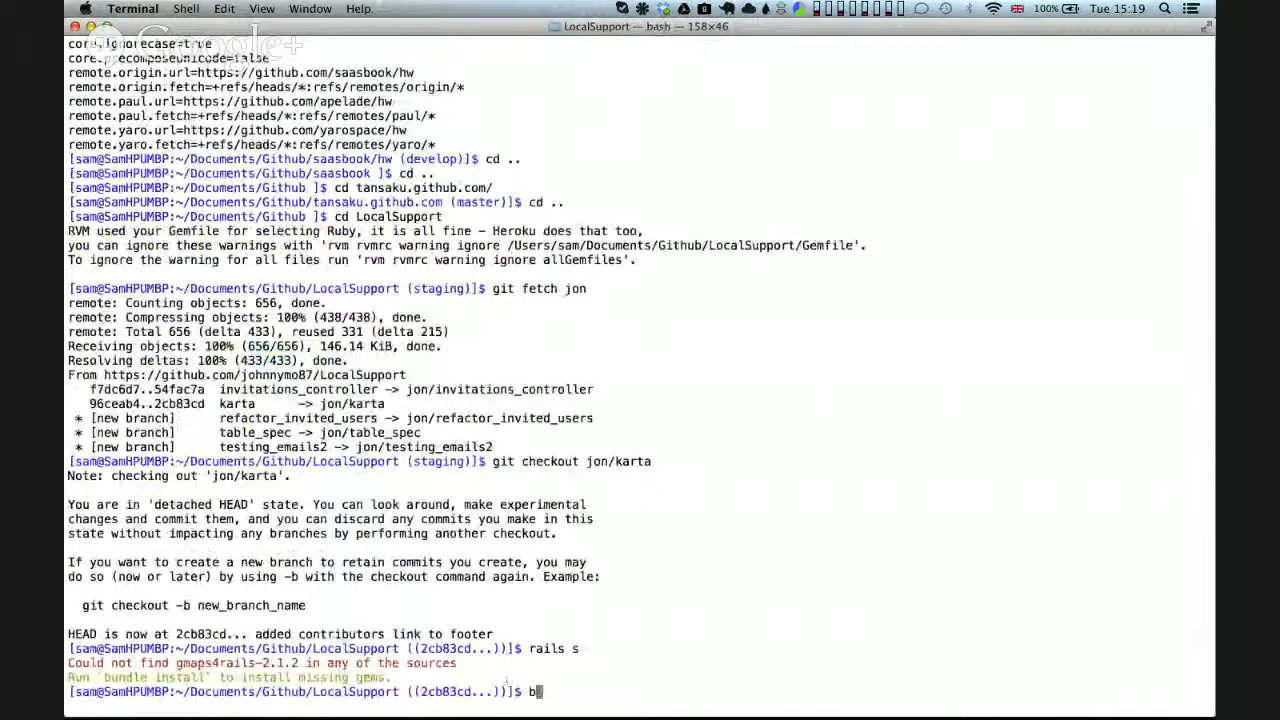 Terminal Shell Edit View Window Help 100% Tue 15:19
LocalSupport — bash — 158×46
Google+
core.ignorecase=true
core.precomposeunicode=false
remote.origin.url=https://github.com/saasbook/hw
remote.origin.fetch=+refs/heads/*:refs/remotes/origin/*
remote.paul.url=https://github.com/apelade/hw
remote.paul.fetch=+refs/heads/*:refs/remotes/paul/*
remote.yaro.url=https://github.com/yarospace/hw
remote.yaro.fetch=+refs/heads/*:refs/remotes/yaro/*
[sam@SamHPUMBP:~/Documents/Github/saasbook/hw (develop)]$ cd ..
[sam@SamHPUMBP:~/Documents/Github/saasbook ]$ cd ..
[sam@SamHPUMBP:~/Documents/Github ]$ cd tansaku.github.com/
[sam@SamHPUMBP:~/Documents/Github/tansaku.github.com (master)]$ cd ..
[sam@SamHPUMBP:~/Documents/Github ]$ cd LocalSupport
RVM used your Gemfile for selecting Ruby, it is all fine - Heroku does that too,
you can ignore these warnings with 'rvm rvmrc warning ignore /Users/sam/Documents/Github/LocalSupport/Gemfile'.
To ignore the warning for all files run 'rvm rvmrc warning ignore allGemfiles'.
[sam@SamHPUMBP:~/Documents/Github/LocalSupport (staging)]$ git fetch jon
remote: Counting objects: 656, done.
remote: Compressing objects: 100% (438/438), done.
remote: Total 656 (delta 433), reused 331 (delta 215)
Receiving objects: 100% (656/656), 146.14 KiB, done.
Resolving deltas: 100% (433/433), done.
From https://github.com/johnnymo87/LocalSupport
f7dc6d7..54fac7a invitations_controller -> jon/invitations_controller
96ceab4..2cb83cd karta -> jon/karta
* [new branch] refactor_invited_users -> jon/refactor_invited_users
* [new branch] table_spec -> jon/table_spec
* [new branch] testing_emails2 -> jon/testing_emails2
[sam@SamHPUMBP:~/Documents/Github/LocalSupport (staging)]$ git checkout jon/karta
Note: checking out 'jon/karta'.
You are in 'detached HEAD' state. You can look around, make experimental
changes and commit them, and you can discard any commits you make in this
state without impacting any branches by performing another checkout.
If you want to create a new branch to retain commits you create, you may
do so (now or later) by using -b with the checkout command again. Example:
git checkout -b new_branch_name
HEAD is now at 2cb83cd... added contributors link to footer
[sam@SamHPUMBP:~/Documents/Github/LocalSupport ((2cb83cd...))]$ rails s
Could not find gmaps4rails-2.1.2 in any of the sources
Run `bundle install` to install missing gems.
[sam@SamHPUMBP:~/Documents/Github/LocalSupport ((2cb83cd...))]$ b